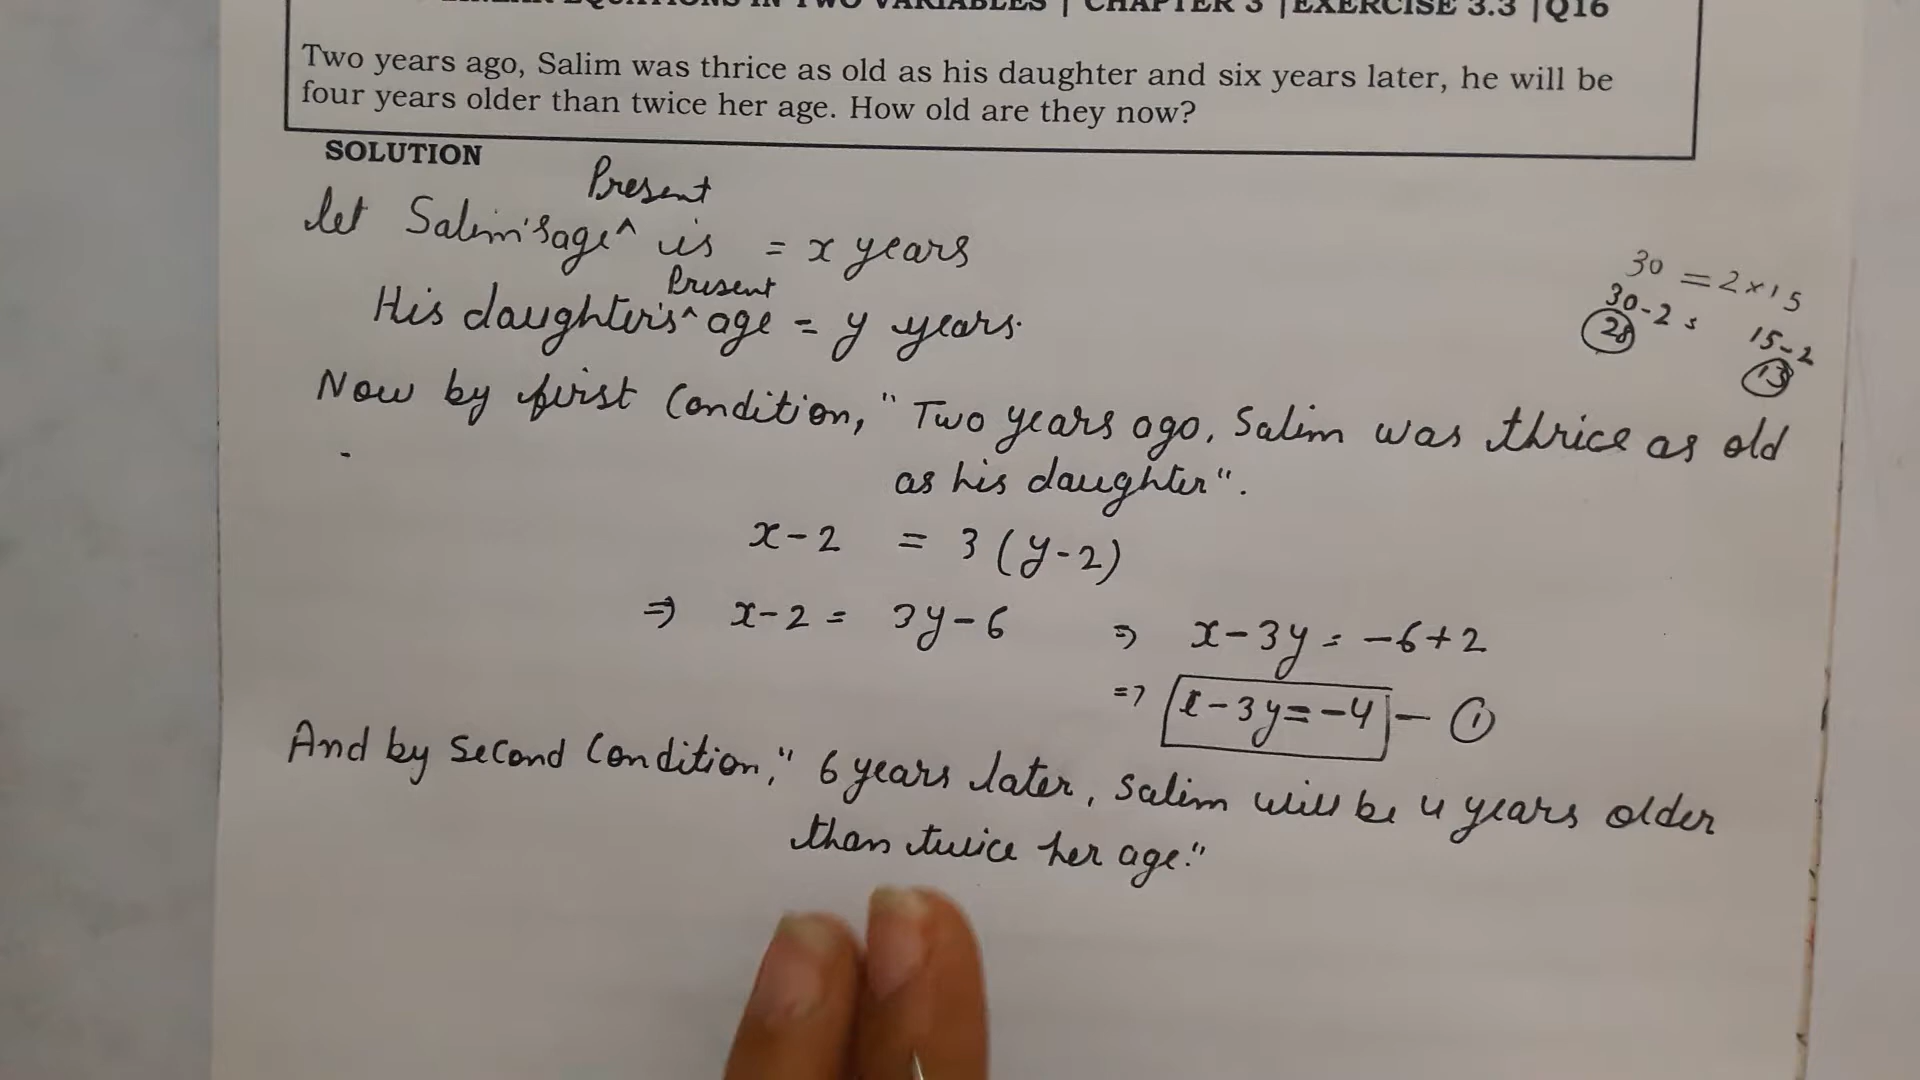 EQUATIONS IN TWO VARIABLES | CHAPTER 3 |EXERCISE 3.3 |Q16
Two years ago, Salim was thrice as old as his daughter and six years later, he will be
four years older than twice her age. How old are they now?
SOLUTION
Present
let Salim's age ^ is = x years
Present
His daughter's ^ age = y years.
30 = 2×15
30-2 =
15-2
28
13
Now by first Condition, " Two years ago, Salim was thrice as old
as his daughter".
x-2 = 3 (y-2)
⇒ x-2 = 3y-6 ⇒ x-3y = -6+2
⇒ x-3y=-4 — ①
And by Second Condition," 6 years later, Salim will be 4 years older
than twice her age."